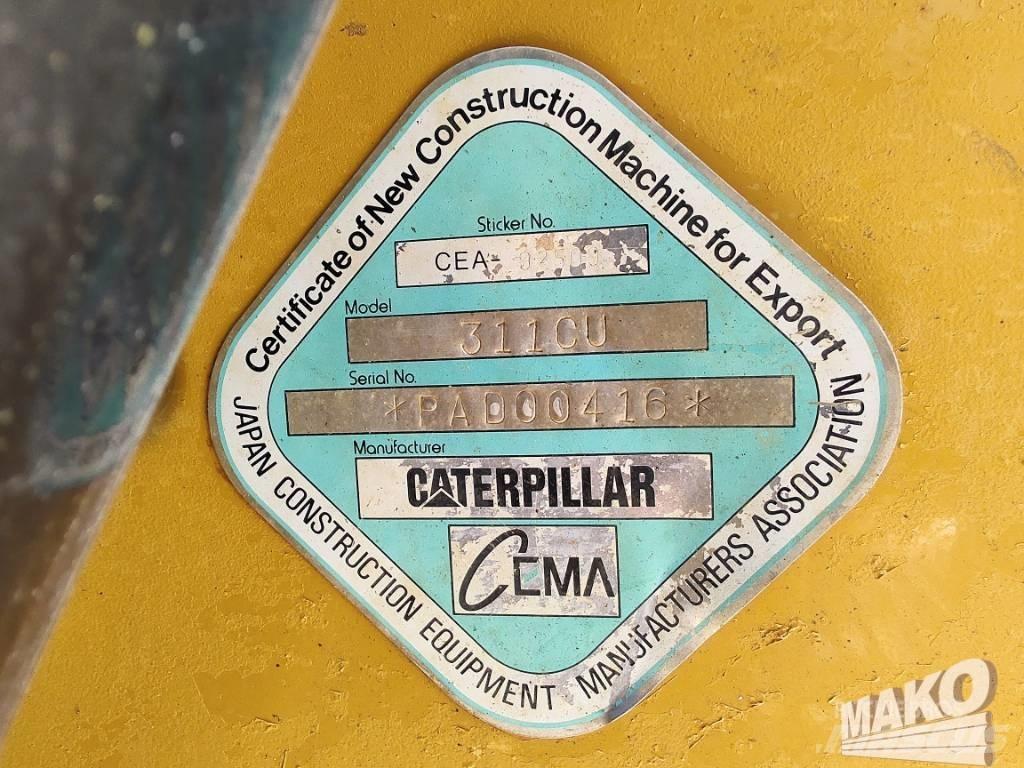 Certificate of New Construction Machine for Export
Sticker No.
CEA-
Model
311CU
Serial No.
*PAD00416*
Manufacturer
CATERPILLAR
CEMA
JAPAN CONSTRUCTION EQUIPMENT MANUFACTURERS ASSOCIATION
MAKO